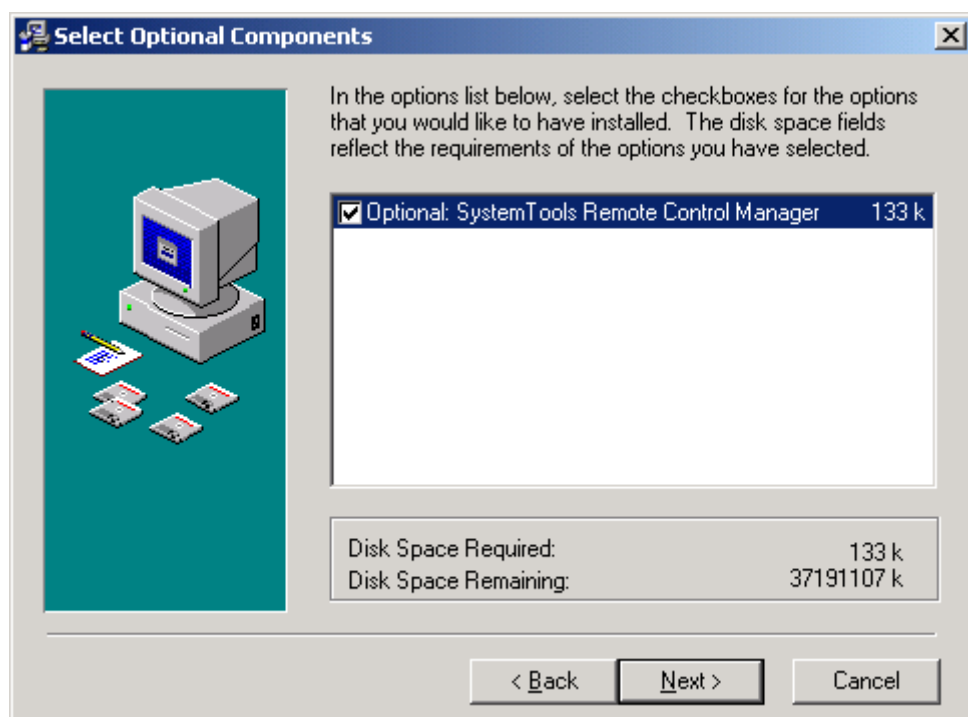 Select Optional Components
In the options list below, select the checkboxes for the options
that you would like to have installed.  The disk space fields
reflect the requirements of the options you have selected.
Optional: SystemTools Remote Control Manager 133 k
Disk Space Required: 133 k
Disk Space Remaining: 37191107 k
< Back Next > Cancel